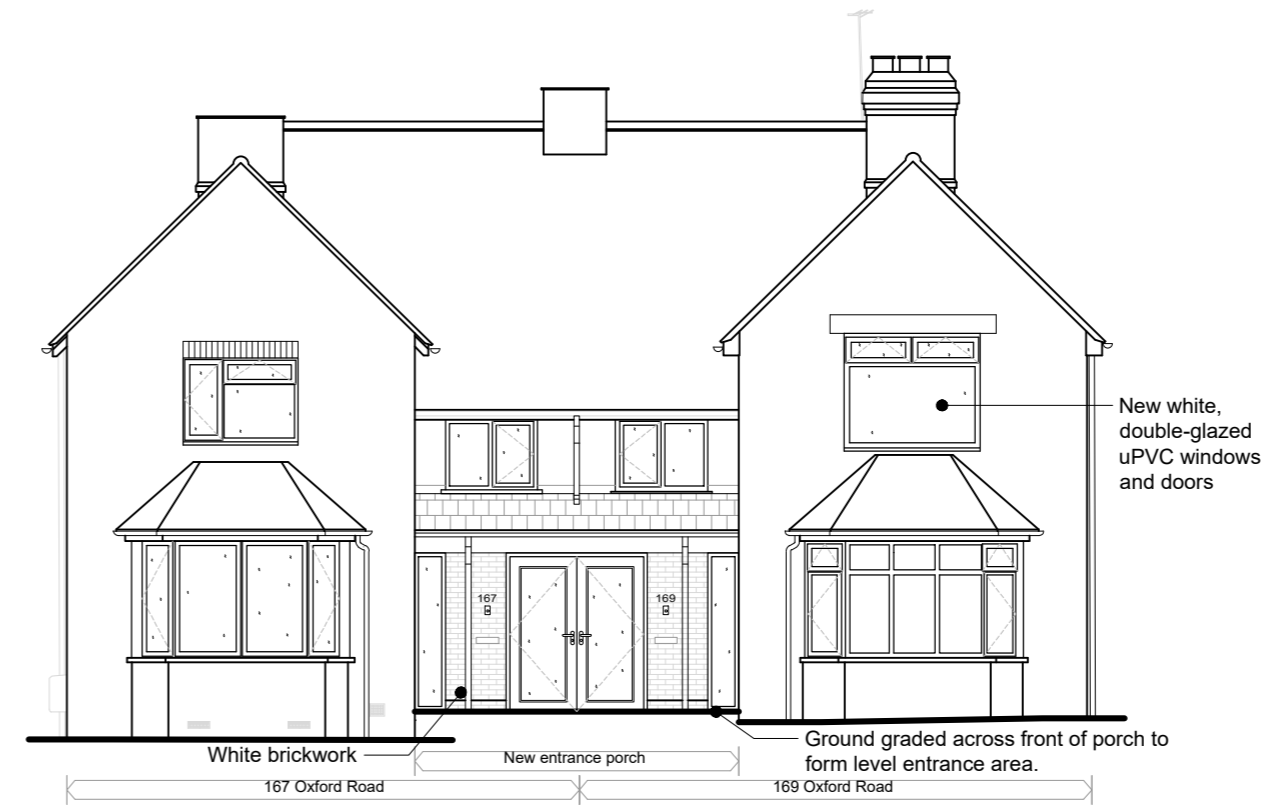 New white,
double-glazed
uPVC windows
and doors
167
169
White brickwork
New entrance porch
Ground graded across front of porch to
form level entrance area.
167 Oxford Road
169 Oxford Road